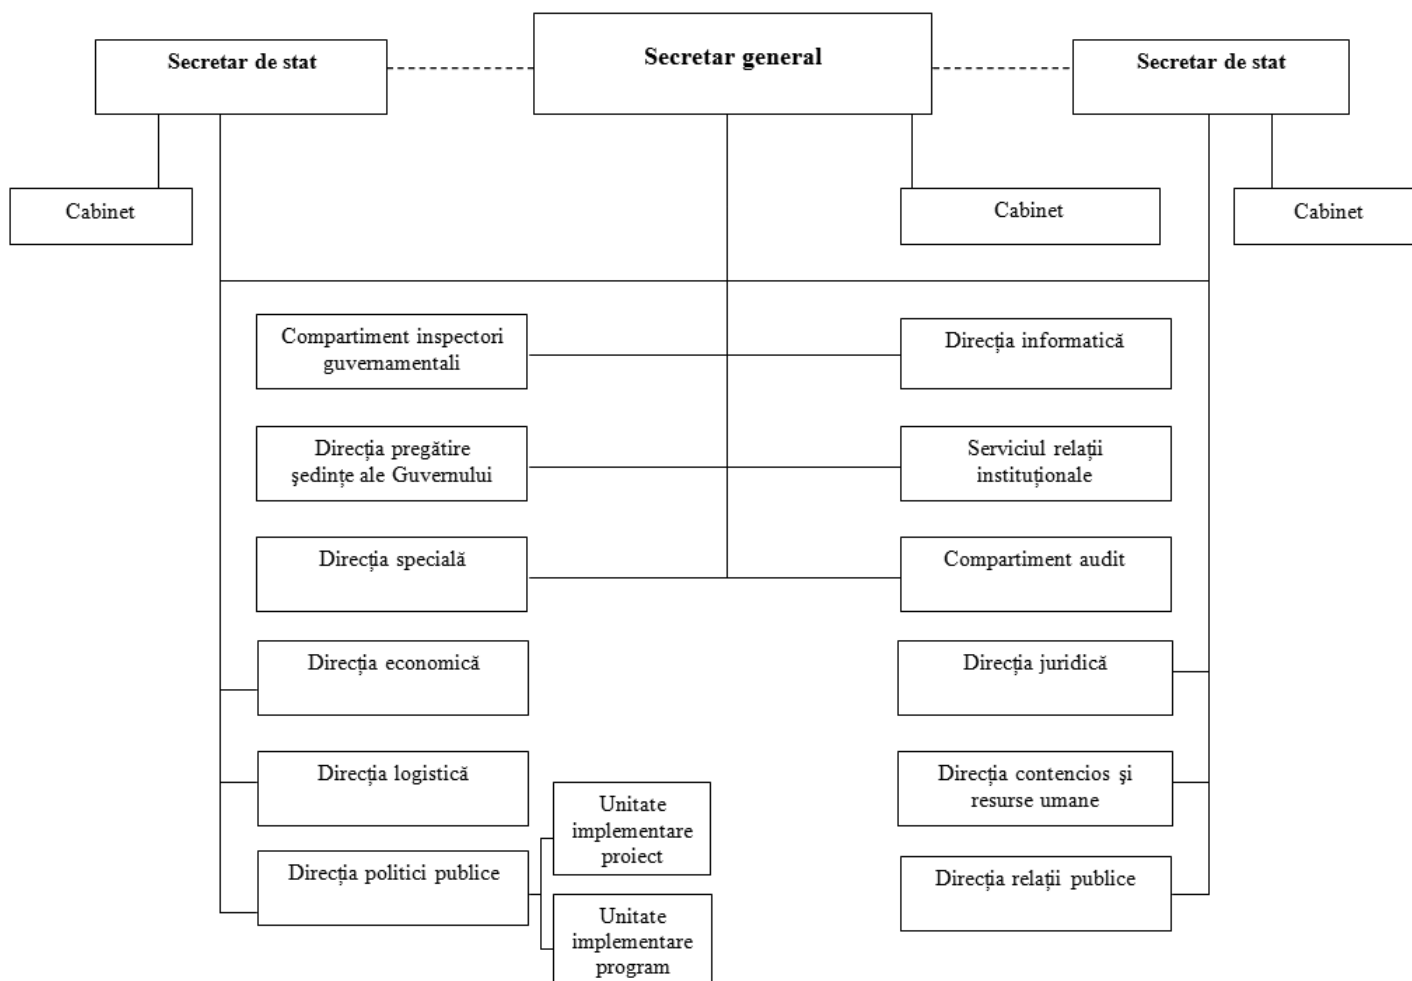 Secretar de stat
Secretar general
Secretar de stat
Cabinet
Cabinet
Cabinet
Compartiment inspectori
guvernamentali
Direcția informatică
Direcția pregătire
şedințe ale Guvernului
Serviciul relații
instituționale
Direcția specială
Compartiment audit
Direcția economică
Direcția juridică
Direcția logistică
Direcția contencios şi
resurse umane
Unitate
implementare
proiect
Direcția politici publice
Direcția relații publice
Unitate
implementare
program